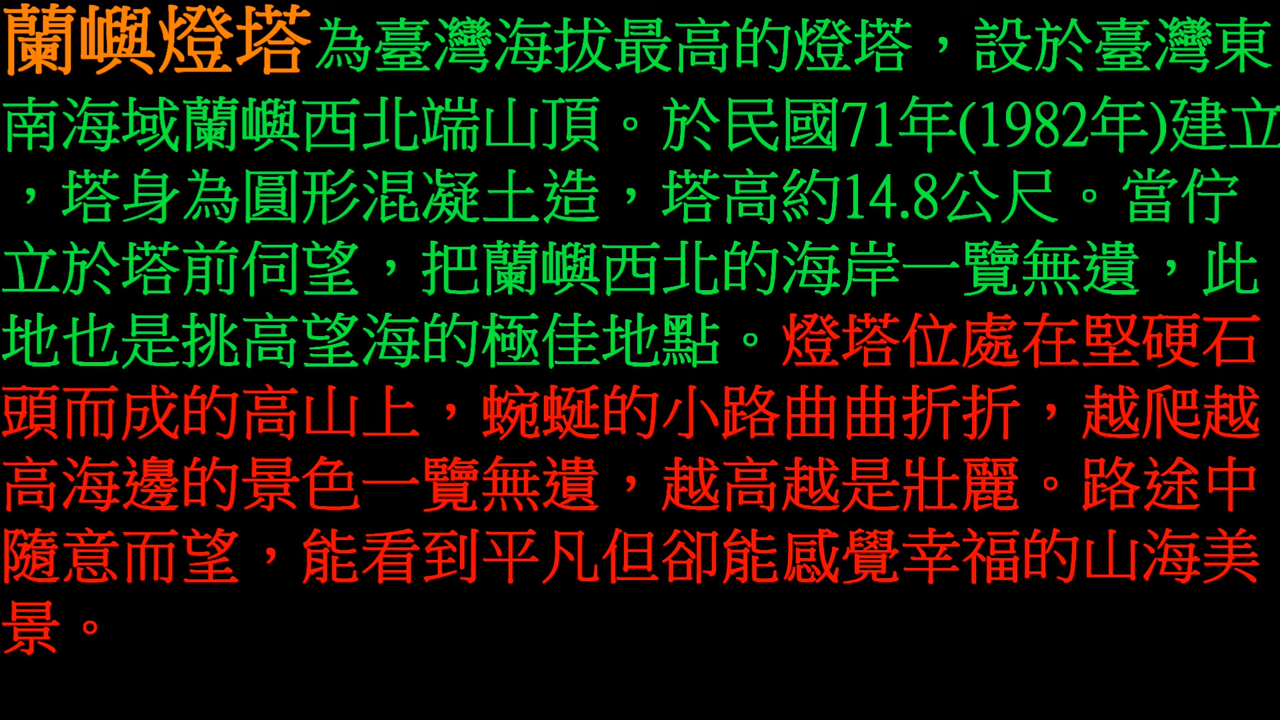 蘭嶼燈塔為臺灣海拔最高的燈塔，設於臺灣東
南海域蘭嶼西北端山頂。於民國71年(1982年)建立
，塔身為圓形混凝土造，塔高約14.8公尺。當佇
立於塔前伺望，把蘭嶼西北的海岸一覽無遺，此
地也是挑高望海的極佳地點。燈塔位處在堅硬石
頭而成的高山上，蜿蜒的小路曲曲折折，越爬越
高海邊的景色一覽無遺，越高越是壯麗。路途中
隨意而望，能看到平凡但卻能感覺幸福的山海美
景。